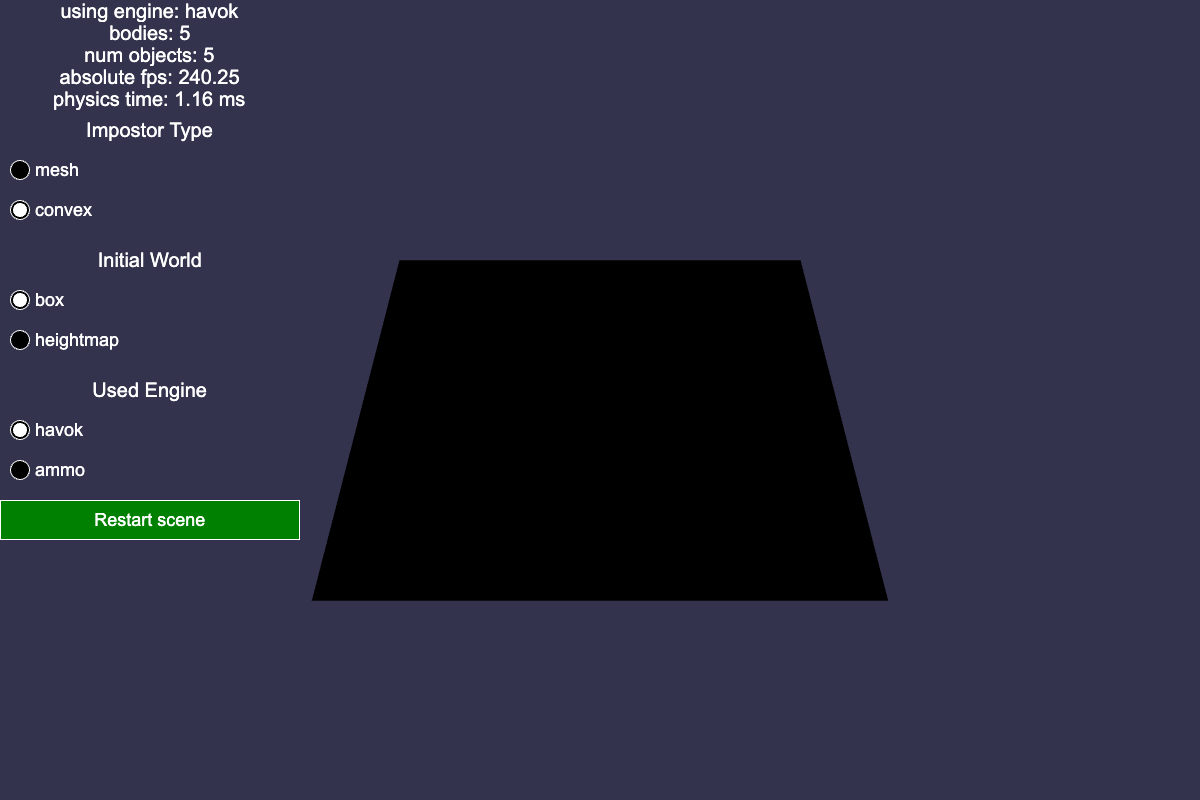 using engine: havok
bodies: 5
num objects: 5
absolute fps: 240.25
physics time: 1.16 ms
Impostor Type
mesh
convex
Initial World
box
heightmap
Used Engine
havok
ammo
Restart scene